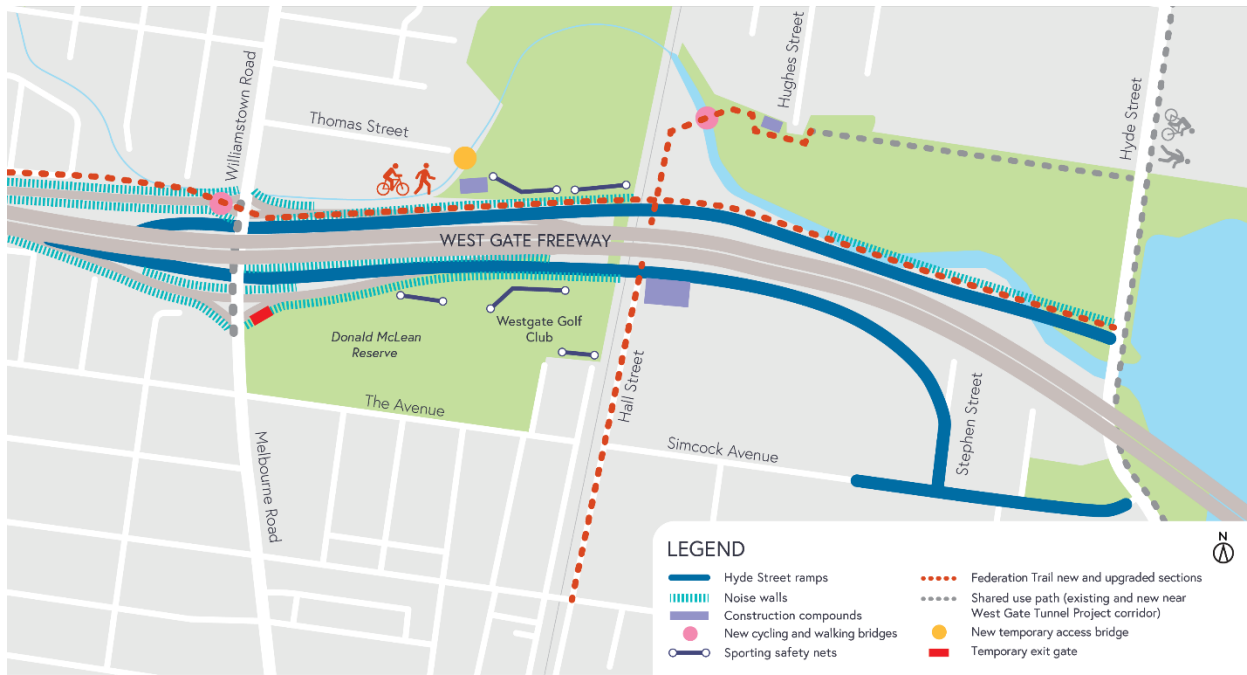 Williamstown Road
Thomas Street
Hughes Street
Hyde Street
WEST GATE FREEWAY
Donald McLean
Reserve
Westgate Golf
Club
The Avenue
Hall Street
Melbourne Road
Simcock Avenue
Stephen Street
LEGEND
N
Hyde Street ramps
Noise walls
Construction compounds
New cycling and walking bridges
Sporting safety nets
Federation Trail new and upgraded sections
Shared use path (existing and new near
West Gate Tunnel Project corridor)
New temporary access bridge
Temporary exit gate